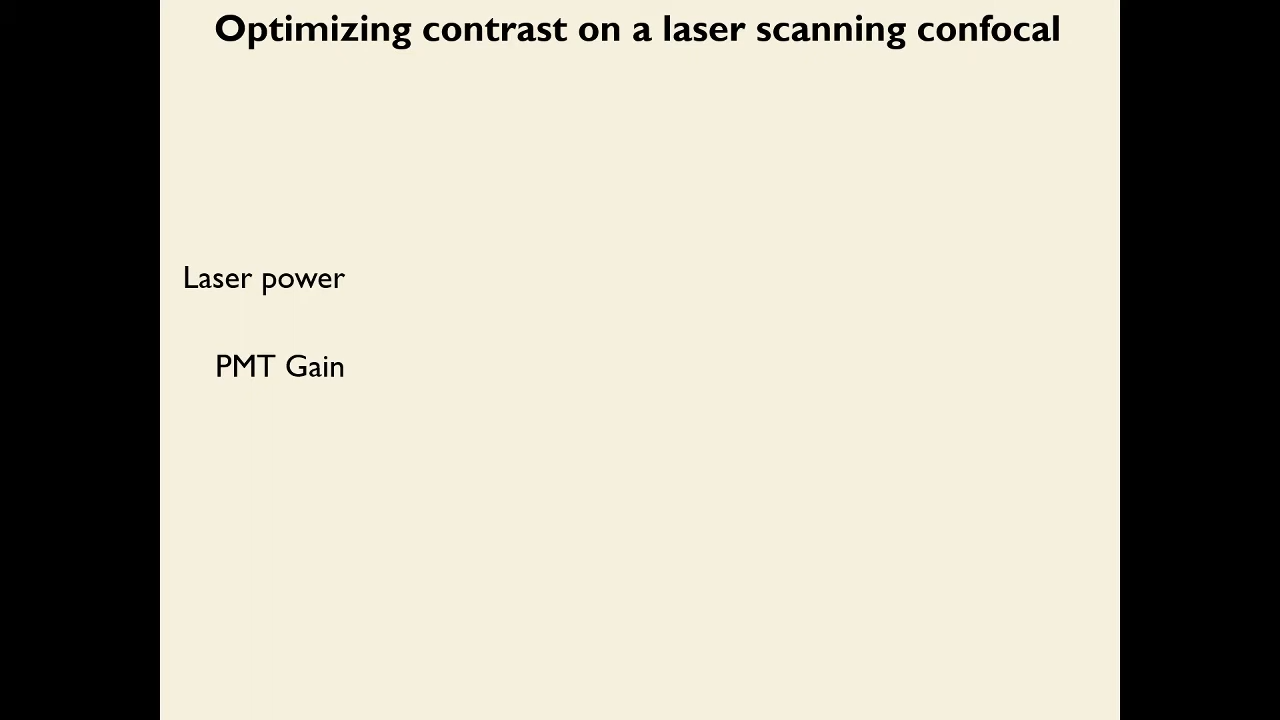 Optimizing contrast on a laser scanning confocal
Laser power
PMT Gain